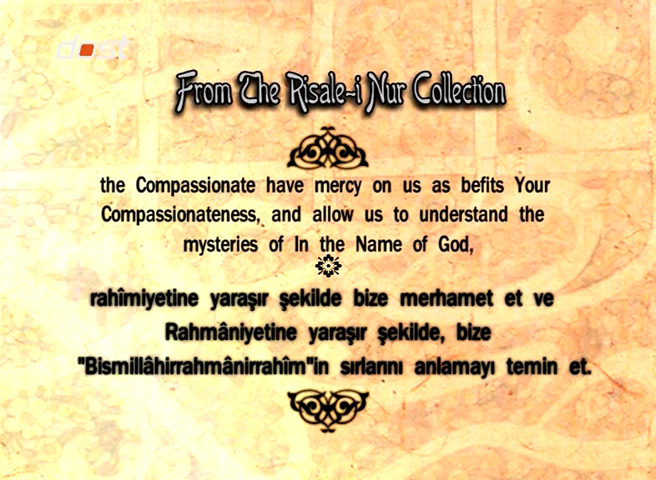 dost
From The Risale-i Nur Collection
the Compassionate have mercy on us as befits Your
Compassionateness, and allow us to understand the
mysteries of In the Name of God,
rahîmiyetine yaraşır şekilde bize merhamet et ve
Rahmâniyetine yaraşır şekilde, bize
"Bismillâhirrahmânirrahîm"in sırlarını anlamayı temin et.